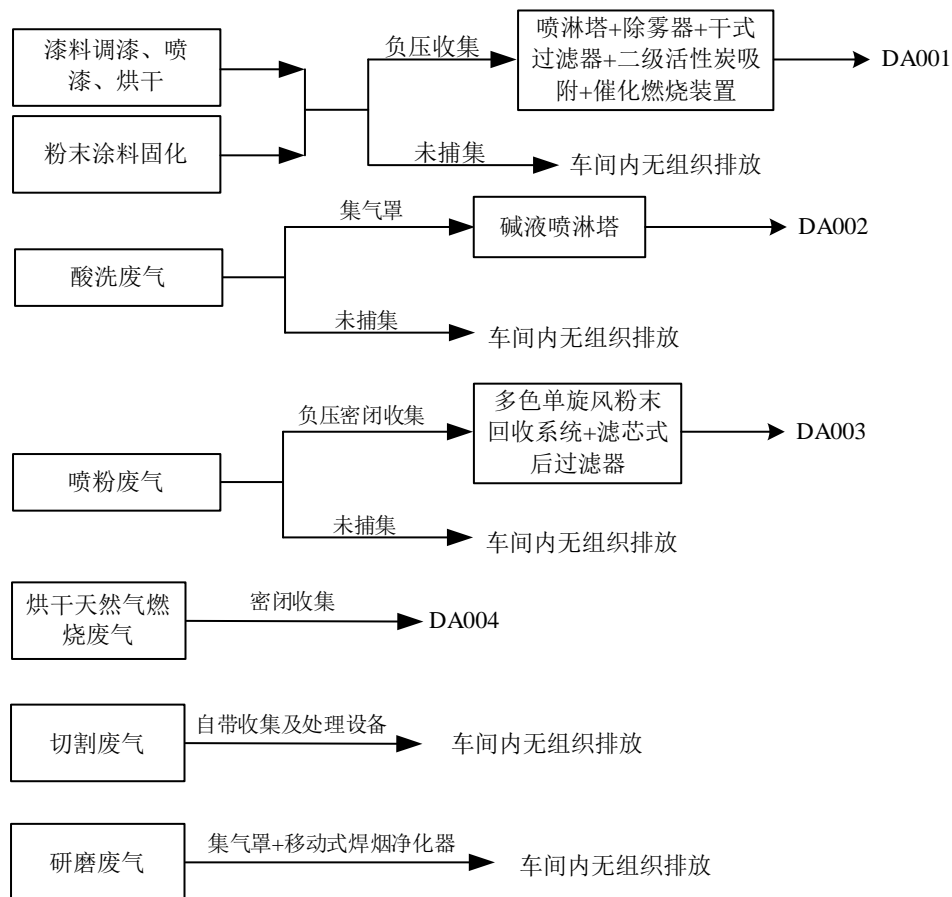 漆料调漆、喷
漆、烘干
粉末涂料固化
负压收集
喷淋塔+除雾器+干式
过滤器+二级活性炭吸
附+催化燃烧装置
DA001
未捕集
车间内无组织排放
酸洗废气
集气罩
碱液喷淋塔
DA002
未捕集
车间内无组织排放
喷粉废气
负压密闭收集
多色单旋风粉末
回收系统+滤芯式
后过滤器
DA003
未捕集
车间内无组织排放
烘干天然气燃
烧废气
密闭收集
DA004
切割废气
自带收集及处理设备
车间内无组织排放
研磨废气
集气罩+移动式焊烟净化器
车间内无组织排放